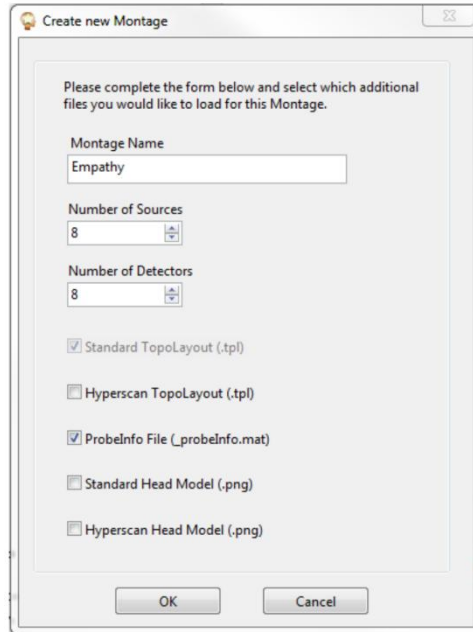 Create new Montage
Please complete the form below and select which additional
files you would like to load for this Montage.
Montage Name
Empathy
Number of Sources
8
Number of Detectors
8
Standard TopoLayout (.tpl)
Hyperscan TopoLayout (.tpl)
ProbeInfo File (_probeInfo.mat)
Standard Head Model (.png)
Hyperscan Head Model (.png)
OK Cancel